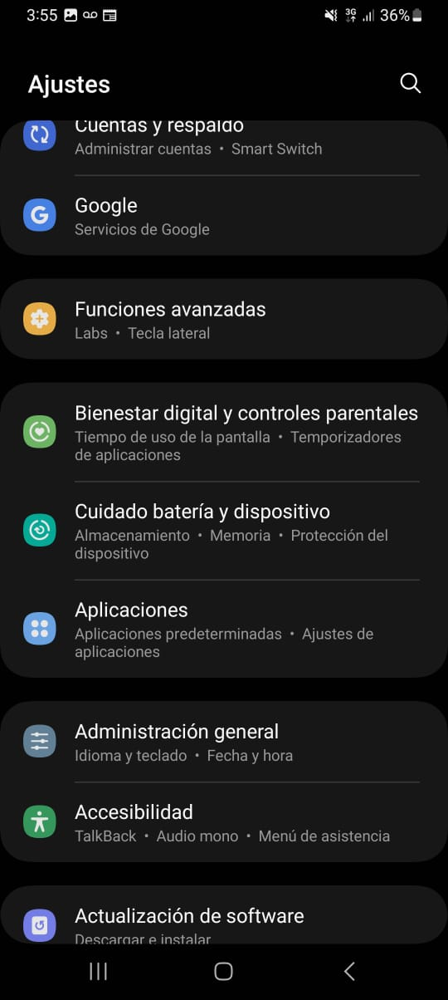 3:55
3G
36%
Ajustes
Cuentas y respaldo
Administrar cuentas • Smart Switch
Google
Servicios de Google
Funciones avanzadas
Labs • Tecla lateral
Bienestar digital y controles parentales
Tiempo de uso de la pantalla • Temporizadores
de aplicaciones
Cuidado batería y dispositivo
Almacenamiento • Memoria • Protección del
dispositivo
Aplicaciones
Aplicaciones predeterminadas • Ajustes de
aplicaciones
Administración general
Idioma y teclado • Fecha y hora
Accesibilidad
TalkBack • Audio mono • Menú de asistencia
Actualización de software
Descargar e instalar